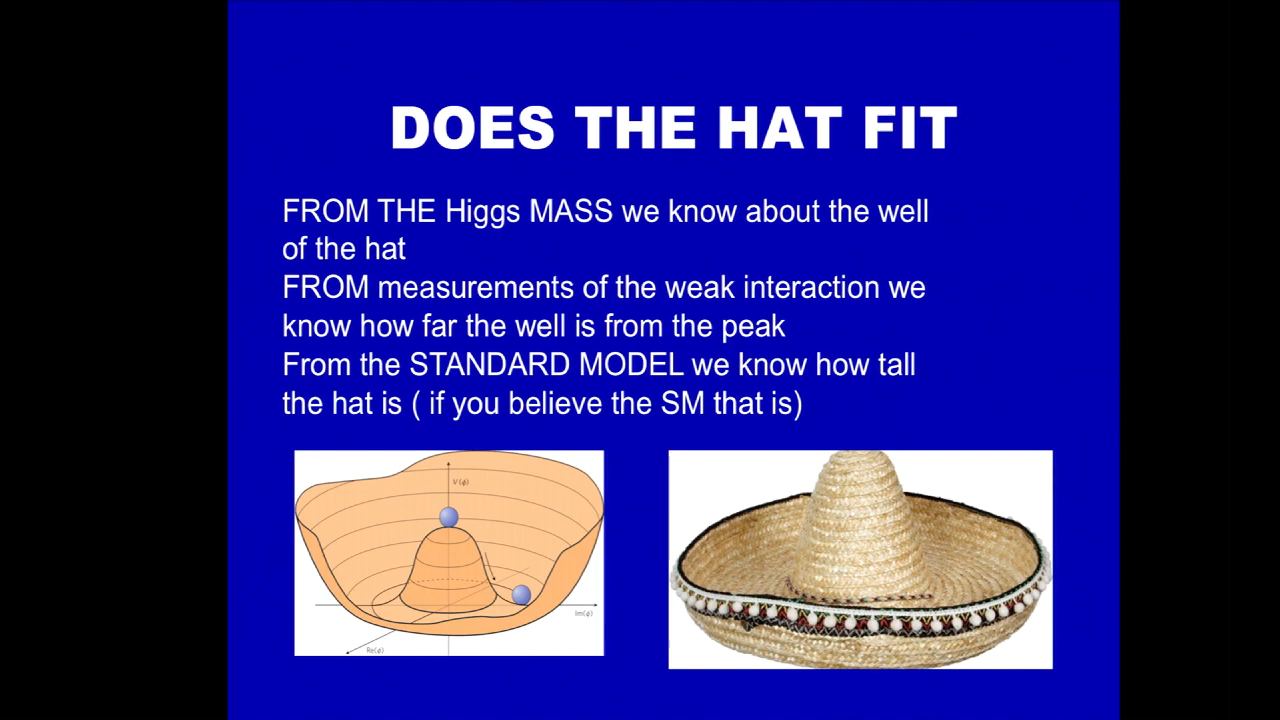 DOES THE HAT FIT
FROM THE Higgs MASS we know about the well
of the hat
FROM measurements of the weak interaction we
know how far the well is from the peak
From the STANDARD MODEL we know how tall
the hat is ( if you believe the SM that is)
V(ϕ)
Im(ϕ)
Re(ϕ)